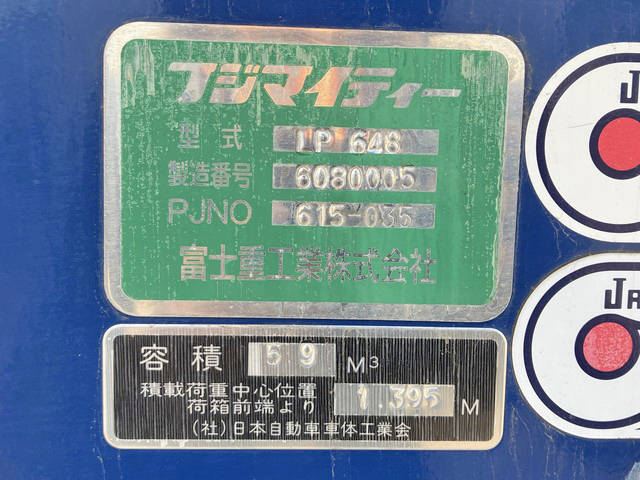 フジマイティー
型式 LP 648
製造番号 6080005
PJNO 615-035
富士重工業株式会社
容積 5 9 M³
積載荷重中心位置
荷箱前端より 1.395 M
(社)日本自動車車体工業会
JA
JA